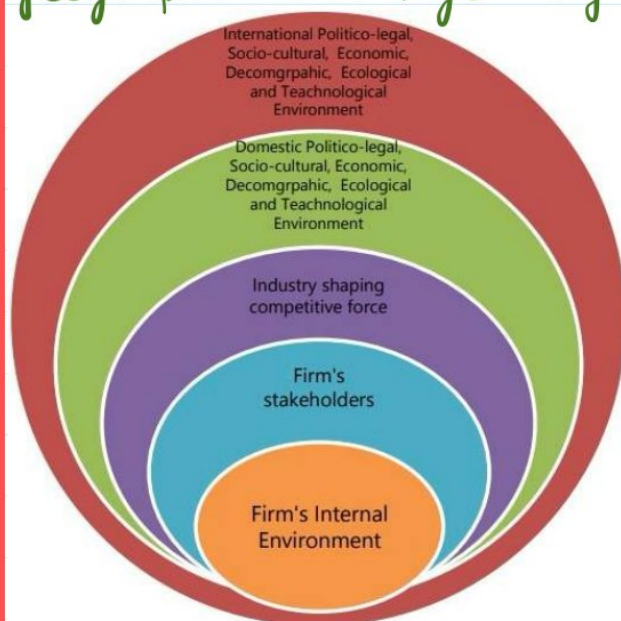 International Politico-legal,
Socio-cultural, Economic,
Decomgrpahic, Ecological
and Teachnological
Environment
Domestic Politico-legal,
Socio-cultural, Economic,
Decomgrpahic, Ecological
and Teachnological
Environment
Industry shaping
competitive force
Firm's
stakeholders
Firm's Internal
Environment